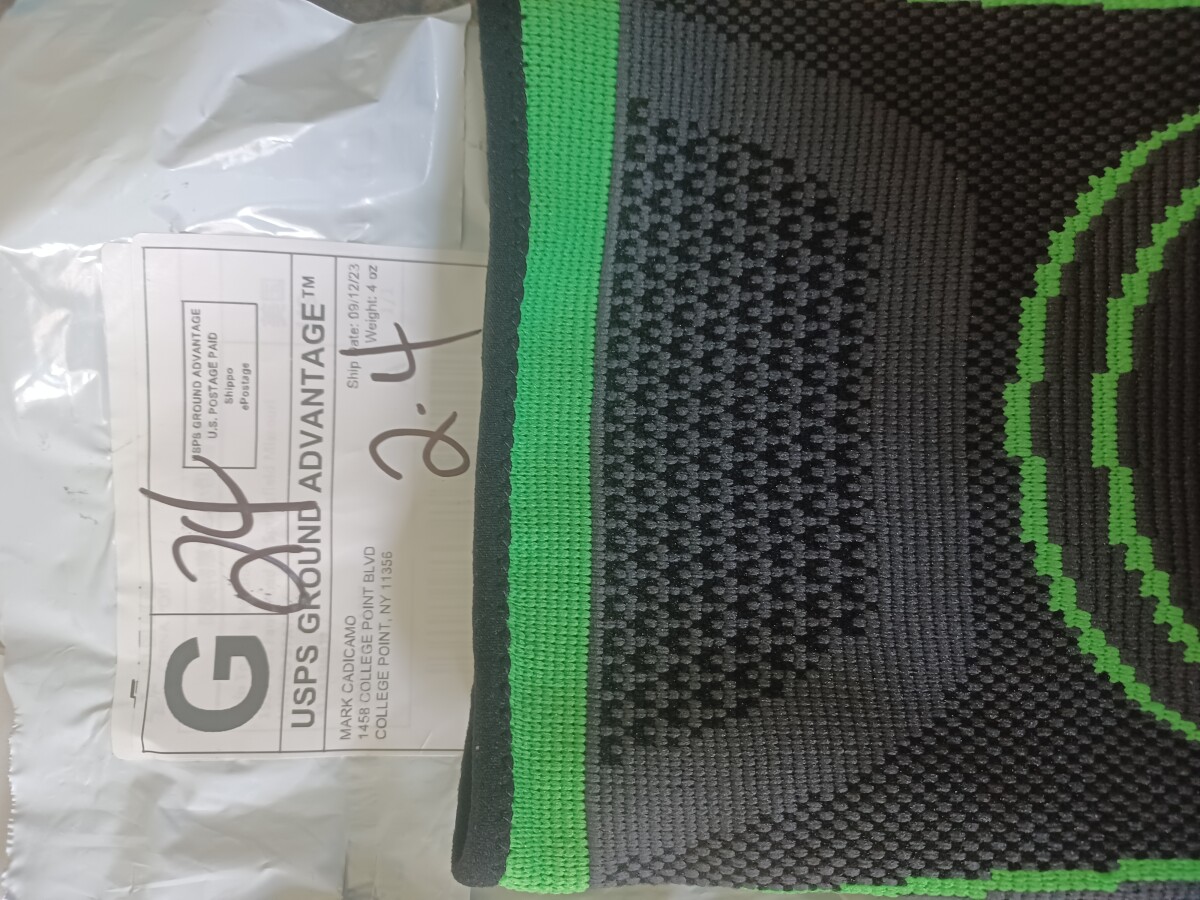 G
24
USPS GROUND ADVANTAGE
U.S. POSTAGE PAID
Shippo
ePostage
USPS GROUND ADVANTAGE™
MARK CADICAMO
1458 COLLEGE POINT BLVD
COLLEGE POINT, NY 11356
Ship Date: 09/12/23
Weight: 4 oz
2.4